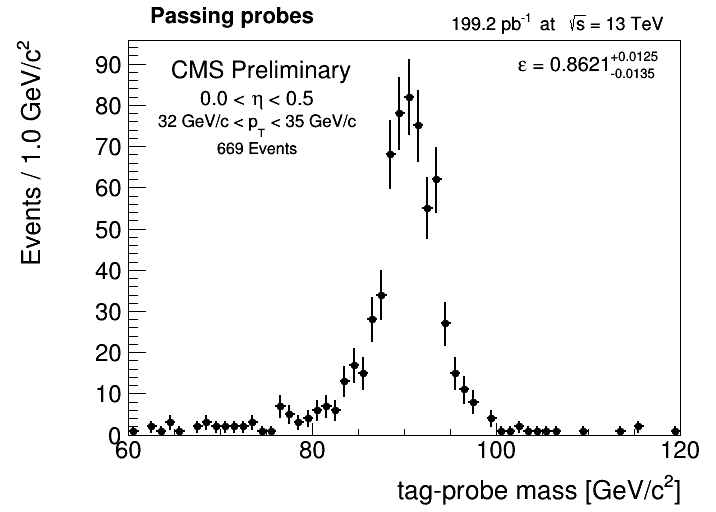 Passing probes
199.2 pb⁻¹ at √s = 13 TeV
CMS Preliminary
ε = 0.8621 +0.0125 -0.0135
0.0 < η < 0.5
32 GeV/c < p_T < 35 GeV/c
669 Events
Events / 1.0 GeV/c²
90
80
70
60
50
40
30
20
10
0
60 80 100 120
tag-probe mass [GeV/c²]